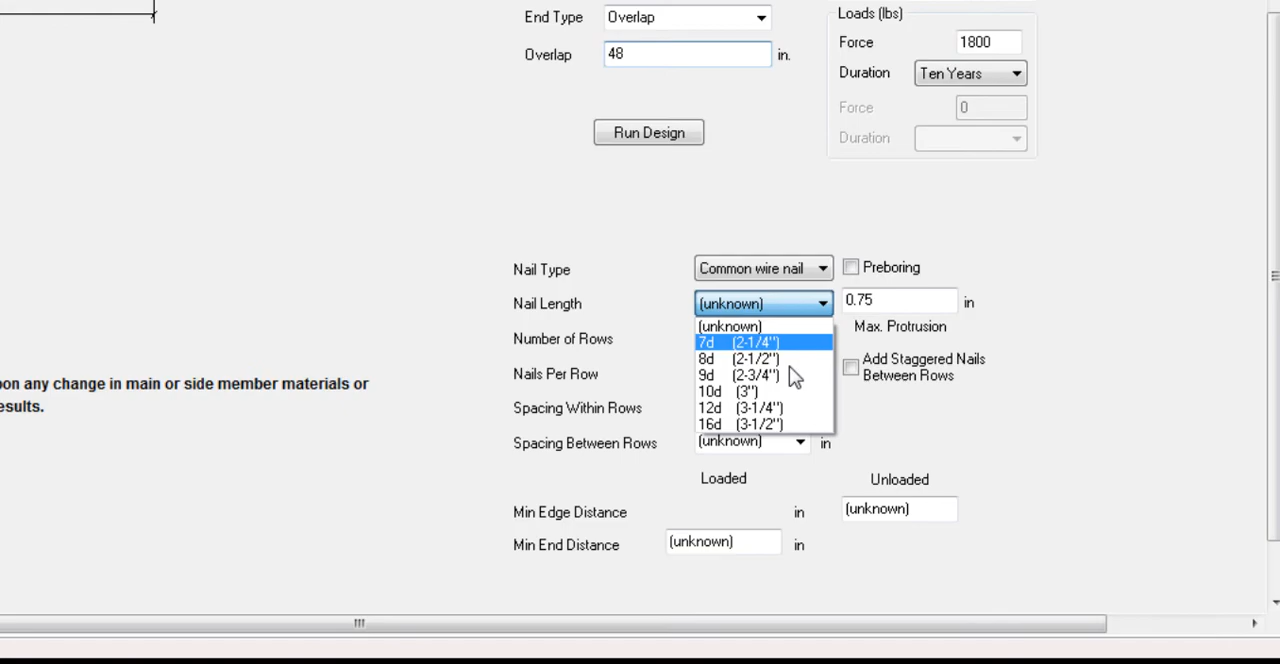 End Type Overlap
Overlap 48 in.
Loads (lbs)
Force 1800
Duration Ten Years
Force 0
Duration
Run Design
Nail Type Common wire nail Preboring
Nail Length (unknown) 0.75 in
Max. Protrusion
(unknown)
7d (2-1/4")
8d (2-1/2")
9d (2-3/4")
10d (3")
12d (3-1/4")
16d (3-1/2")
Number of Rows
Add Staggered Nails
Between Rows
Nails Per Row
Spacing Within Rows
Spacing Between Rows (unknown) in
Loaded Unloaded
Min Edge Distance in (unknown)
Min End Distance (unknown) in
pon any change in main or side member materials or
esults.